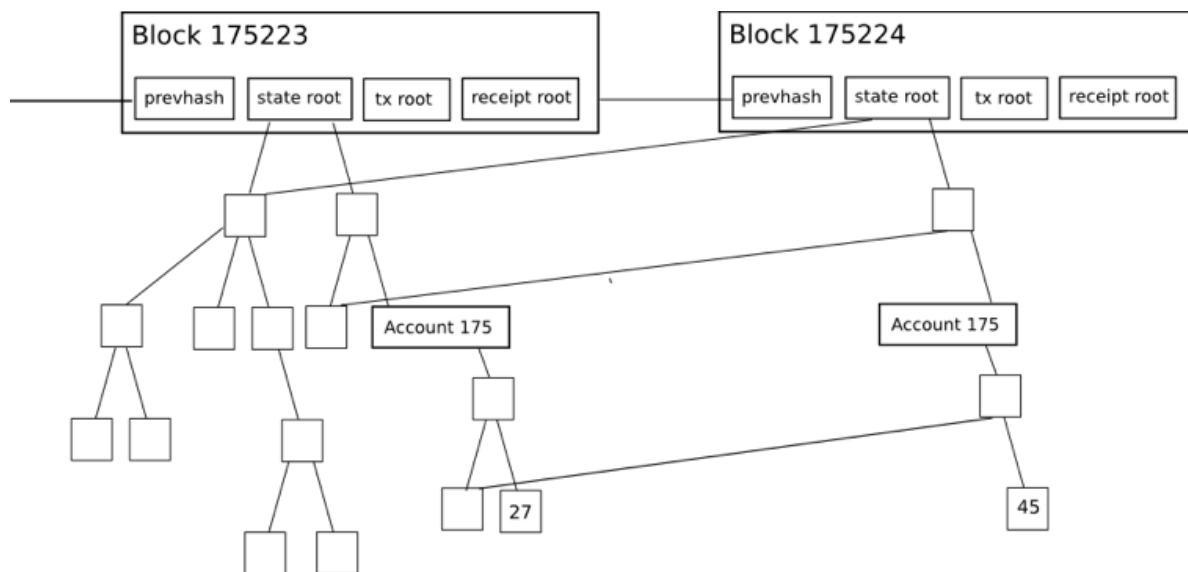 Block 175223
prevhash state root tx root receipt root
Block 175224
prevhash state root tx root receipt root
Account 175
Account 175
27
45